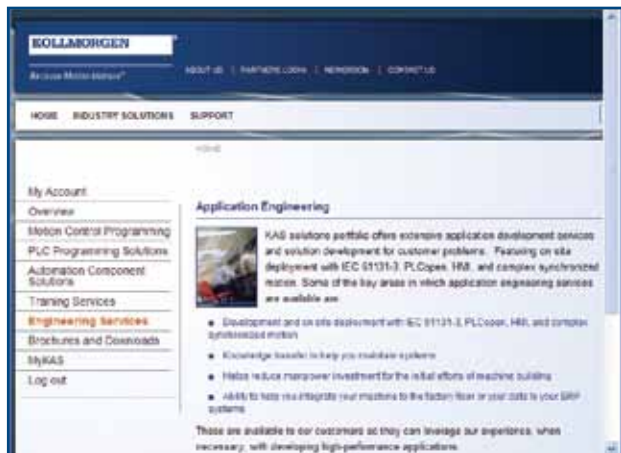 KOLLMORGEN
Because Motion Matters™
ABOUT US | PARTNERS LOGIN | NEWSROOM | CONTACT US
HOME INDUSTRY SOLUTIONS SUPPORT
HOME
My Account
Overview
Motion Control Programming
PLC Programming Solutions
Automation Component
Solutions
Training Services
Engineering Services
Brochures and Downloads
MyKAS
Log out
Application Engineering
KAS solutions portfolio offers extensive application development services
and solution development for customer problems. Featuring on site
deployment with IEC 61131-3, PLCopen, HMI, and complex synchronized
motion. Some of the key areas in which application engineering services
are available are:
Development and on site deployment with IEC 61131-3, PLCopen, HMI, and complex
synchronized motion
Knowledge transfer to help you maintain systems
Helps reduce manpower investment for the initial efforts of machine building
Ability to help you integrate your machine to the factory floor or your data to your ERP
systems
These are available to our customers so they can leverage our experience, when
necessary, with developing high-performance applications.